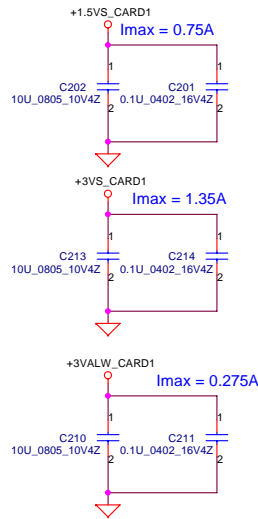 +1.5VS_CARD1
Imax = 0.75A
1 1
C202 C201
10U_0805_10V4Z 0.1U_0402_16V4Z
2 2
+3VS_CARD1
Imax = 1.35A
1 1
C213 C214
10U_0805_10V4Z 0.1U_0402_16V4Z
2 2
+3VALW_CARD1
Imax = 0.275A
1 1
C210 C211
10U_0805_10V4Z 0.1U_0402_16V4Z
2 2